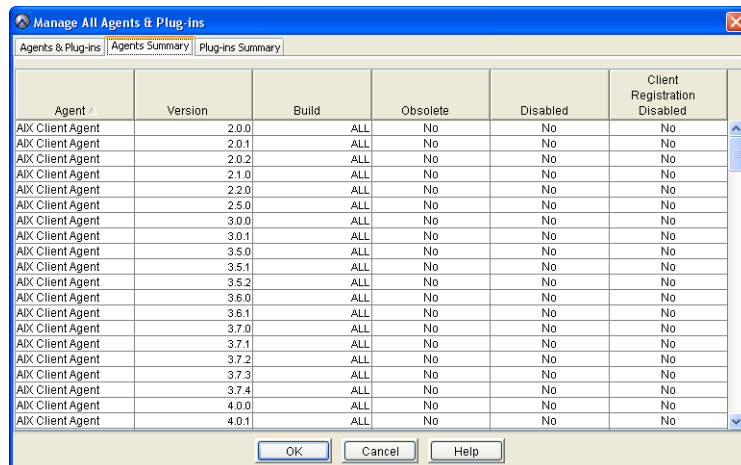 Manage All Agents & Plug-ins
Agents & Plug-ins Agents Summary Plug-ins Summary
Agent Version Build Obsolete Disabled Client Registration Disabled
AIX Client Agent 2.0.0 ALL No No No
AIX Client Agent 2.0.1 ALL No No No
AIX Client Agent 2.0.2 ALL No No No
AIX Client Agent 2.1.0 ALL No No No
AIX Client Agent 2.2.0 ALL No No No
AIX Client Agent 2.5.0 ALL No No No
AIX Client Agent 3.0.0 ALL No No No
AIX Client Agent 3.0.1 ALL No No No
AIX Client Agent 3.5.0 ALL No No No
AIX Client Agent 3.5.1 ALL No No No
AIX Client Agent 3.5.2 ALL No No No
AIX Client Agent 3.6.0 ALL No No No
AIX Client Agent 3.6.1 ALL No No No
AIX Client Agent 3.7.0 ALL No No No
AIX Client Agent 3.7.1 ALL No No No
AIX Client Agent 3.7.2 ALL No No No
AIX Client Agent 3.7.3 ALL No No No
AIX Client Agent 3.7.4 ALL No No No
AIX Client Agent 4.0.0 ALL No No No
AIX Client Agent 4.0.1 ALL No No No
OK Cancel Help